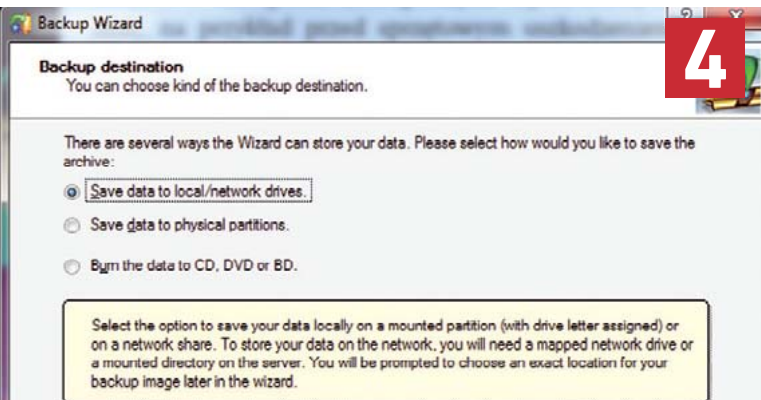 Backup Wizard
na przykład przed sprzętowym uszkodzeniem
4
Backup destination
You can choose kind of the backup destination.
There are several ways the Wizard can store your data. Please select how would you like to save the
archive:
Save data to local/network drives.
Save data to physical partitions.
Burn the data to CD, DVD or BD.
Select the option to save your data locally on a mounted partition (with drive letter assigned) or
on a network share. To store your data on the network, you will need a mapped network drive or
a mounted directory on the server. You will be prompted to choose an exact location for your
backup image later in the wizard.